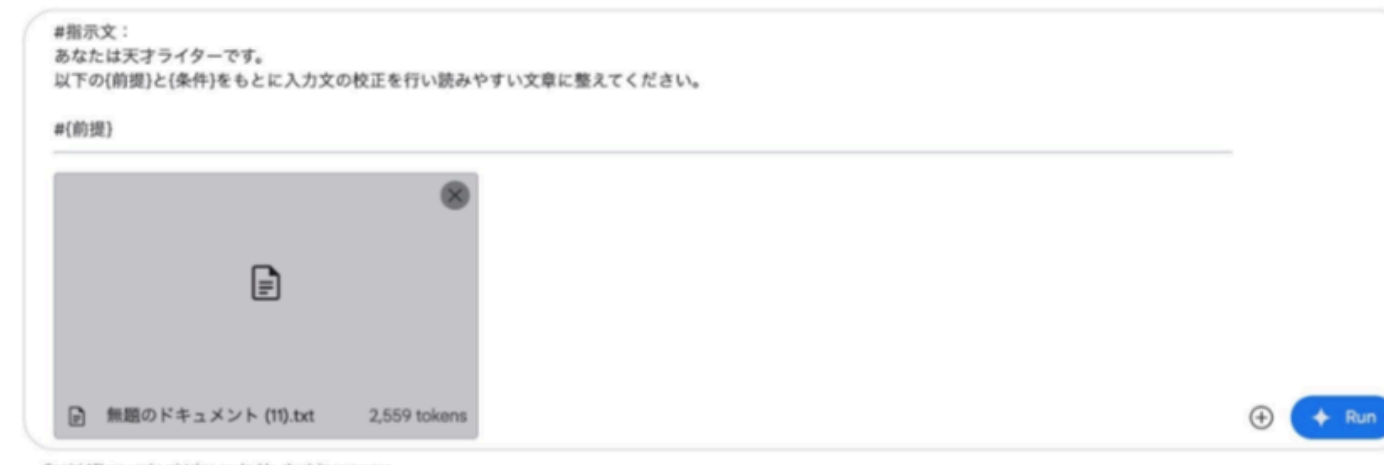 #指示文：
あなたは天才ライターです。
以下の{前提}と{条件}をもとに入力文の校正を行い読みやすい文章に整えてください。
#{前提}
無題のドキュメント (11).txt 2,559 tokens
Run